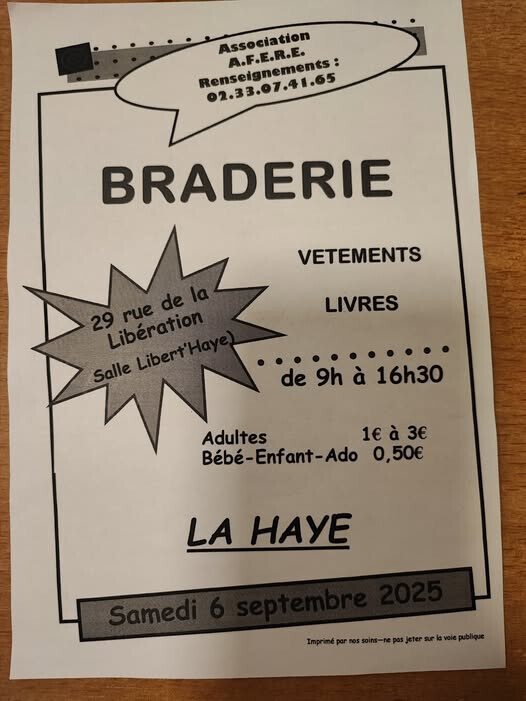 Association
A.F.E.R.E.
Renseignements :
02.33.07.41.65
BRADERIE
29 rue de la
Libération
Salle Libert'Haye)
VETEMENTS
LIVRES
de 9h à 16h30
Adultes 1€ à 3€
Bébé-Enfant-Ado 0,50€
LA HAYE
Samedi 6 septembre 2025
Imprimé par nos soins—ne pas jeter sur la voie publique